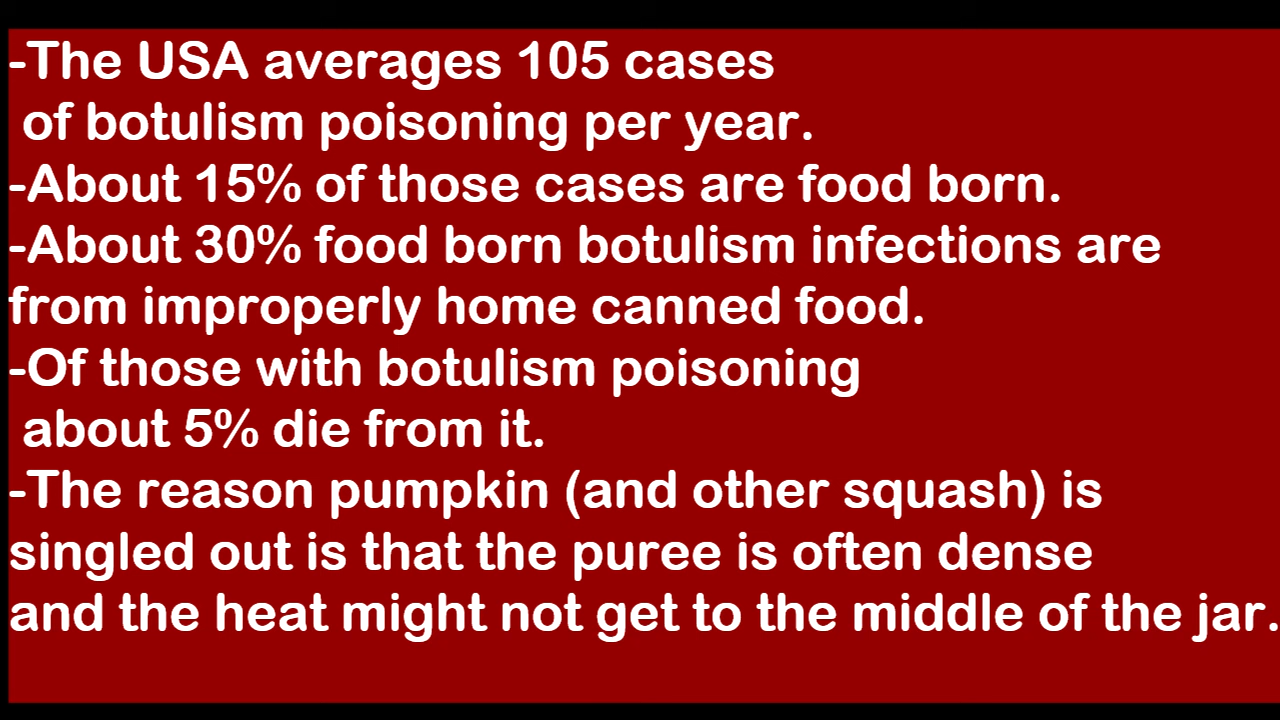 -The USA averages 105 cases
of botulism poisoning per year.
-About 15% of those cases are food born.
-About 30% food born botulism infections are
from improperly home canned food.
-Of those with botulism poisoning
about 5% die from it.
-The reason pumpkin (and other squash) is
singled out is that the puree is often dense
and the heat might not get to the middle of the jar.